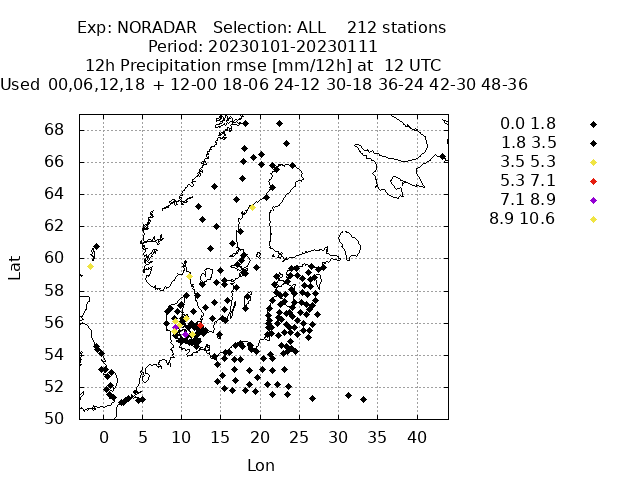 Exp: NORADAR   Selection: ALL    212 stations
Period: 20230101-20230111
12h Precipitation rmse [mm/12h] at  12 UTC
Used 00,06,12,18 + 12-00 18-06 24-12 30-18 36-24 42-30 48-36
0.0 1.8
1.8 3.5
3.5 5.3
5.3 7.1
7.1 8.9
8.9 10.6
68
66
64
62
60
58
56
54
52
50
Lat
0 5 10 15 20 25 30 35 40
Lon